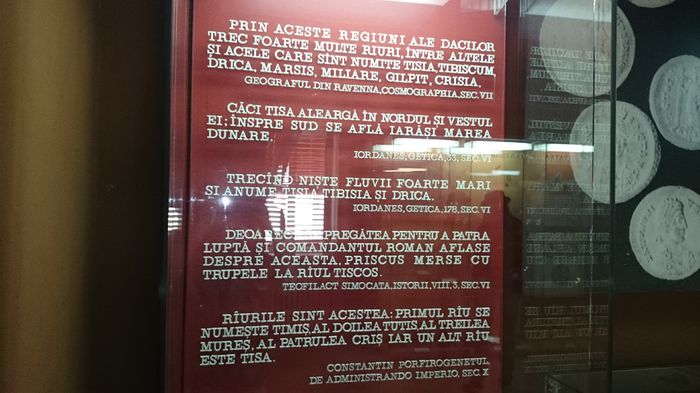 PRIN ACESTE REGIUNI ALE DACILOR
TREC FOARTE MULTE RIURI, ÎNTRE ALTELE
ȘI ACELE CARE SÎNT NUMITE TISIA, TIBISCUM,
DRICA, MARSIS, MILIARE, GILPIT, CRISIA.
GEOGRAFUL DIN RAVENNA, COSMOGRAPHIA, SEC. VII
CĂCI TISA ALEARGĂ ÎN NORDUL ȘI VESTUL
EI; ÎNSPRE SUD SE AFLĂ IARĂȘI MAREA
DUNARE.
IORDANES, GETICA, 33, SEC. VI
TRECÎND NIȘTE FLUVII FOARTE MARI
ȘI ANUME TISIA TIBISIA ȘI DRICA.
IORDANES, GETICA, 178, SEC. VI
DEOARECE SE PREGĂTEA PENTRU A PATRA
LUPTĂ ȘI COMANDANTUL ROMAN AFLASE
DESPRE ACEASTA, PRISCUS MERSE CU
TRUPELE LA RÎUL TISCOS.
TEOFILACT SIMOCATA, ISTORII, VIII, 3, SEC. VI
RÎURILE SINT ACESTEA: PRIMUL RÎU SE
NUMEȘTE TIMIȘ, AL DOILEA TUTIS, AL TREILEA
MUREȘ, AL PATRULEA CRIȘ IAR UN ALT RÎU
ESTE TISA.
CONSTANTIN PORFIROGENETUL,
DE ADMINISTRANDO IMPERIO, SEC. X